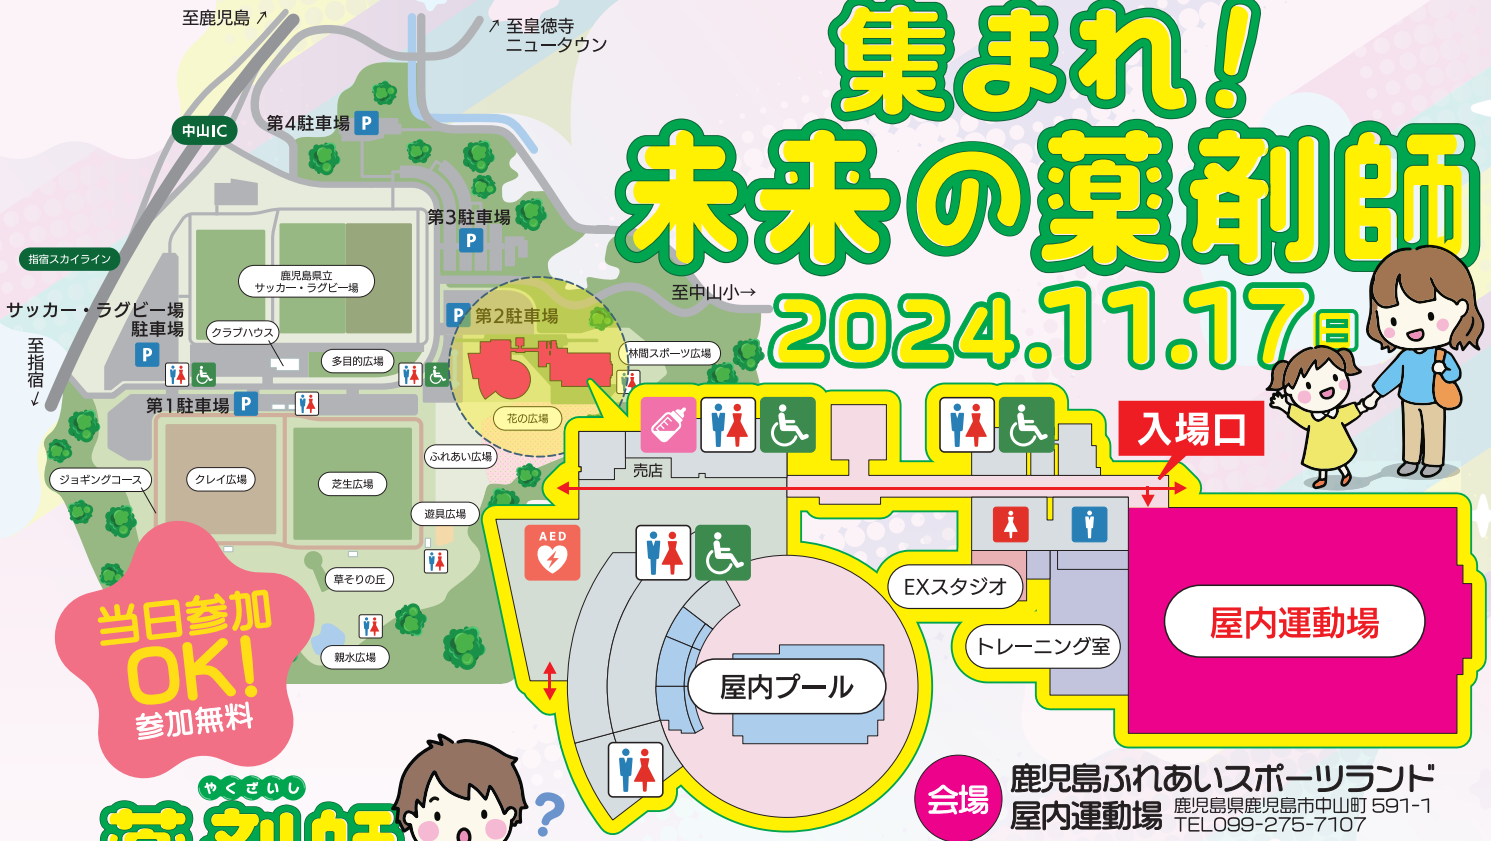 至鹿児島↗
↗至皇徳寺
ニュータウン
集まれ!
未来の薬剤師
2024.11.17日
中山IC
第4駐車場 P
第3駐車場
P
指宿スカイライン
鹿児島県立
サッカー・ラグビー場
サッカー・ラグビー場
駐車場
P
クラブハウス
P 第2駐車場
至中山小→
至指宿
↓
多目的広場
林間スポーツ広場
第1駐車場 P
花の広場
ふれあい広場
ジョギングコース
クレイ広場
芝生広場
遊具広場
草そりの丘
親水広場
売店
入場口
AED
EXスタジオ
トレーニング室
屋内運動場
屋内プール
当日参加
OK!
参加無料
やくざいし
薬剤師
?
会場
鹿児島ふれあいスポーツランド
屋内運動場 鹿児島県鹿児島市中山町 591-1
TEL099-275-7107